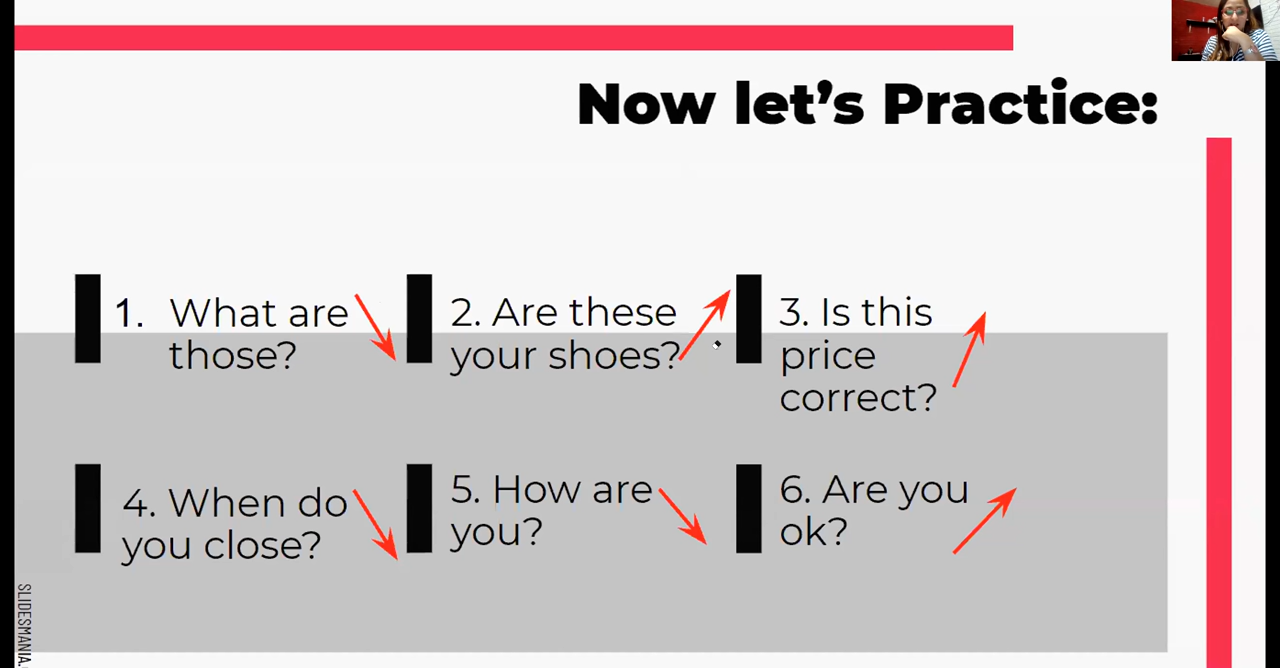 Now let's Practice:
1. What are
those?
2. Are these
your shoes?
3. Is this
price
correct?
4. When do
you close?
5. How are
you?
6. Are you
ok?
SLIDESMANIA.